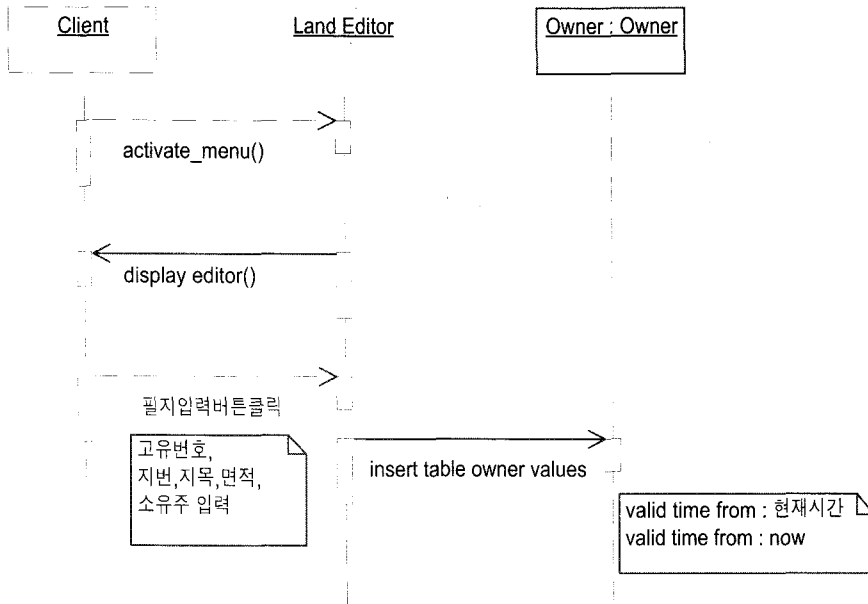 Client
Land Editor
Owner : Owner
activate_menu()
display editor()
필지입력버튼클릭
고유번호,
지번,지목,면적,
소유주 입력
insert table owner values
valid time from : 현재시간
valid time from : now